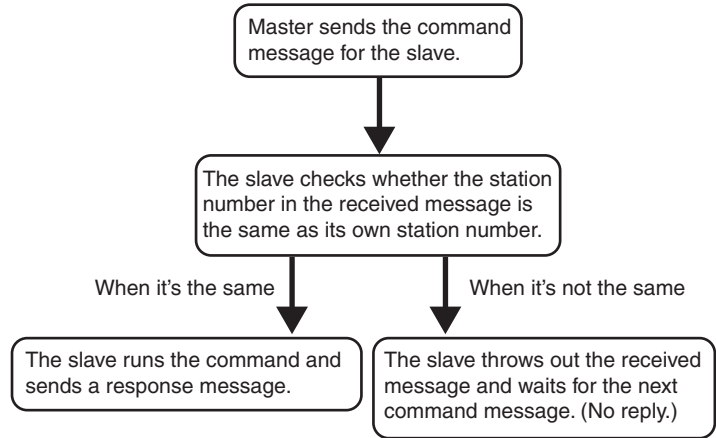 Master sends the command
message for the slave.
The slave checks whether the station
number in the received message is
the same as its own station number.
When it's the same
When it's not the same
The slave runs the command and
sends a response message.
The slave throws out the received
message and waits for the next
command message. (No reply.)